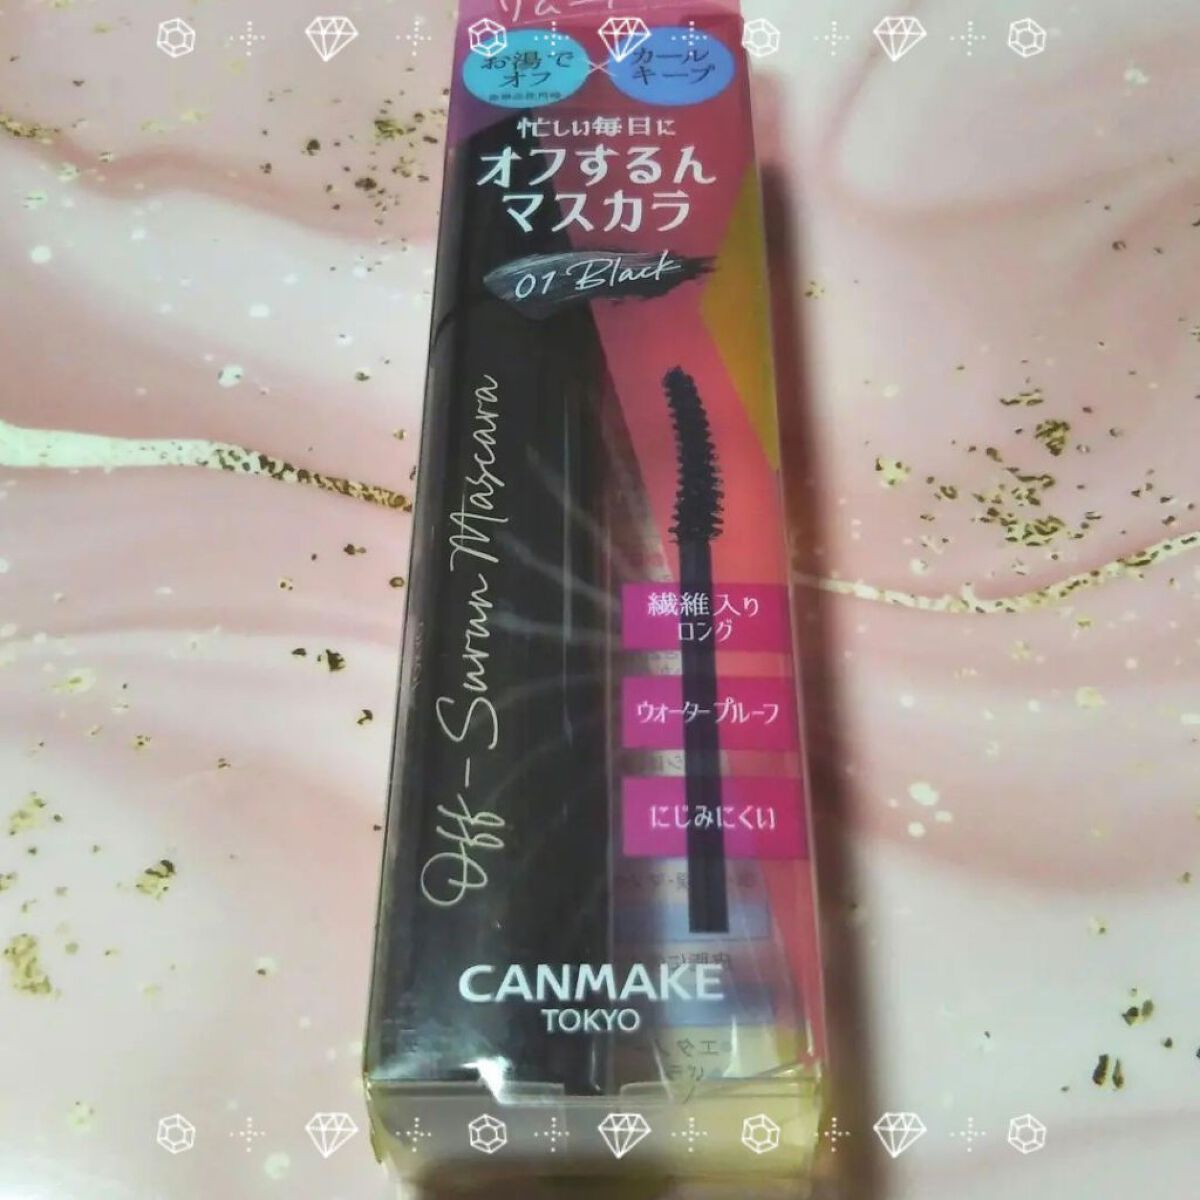 お湯で
オフ
カール
キープ
忙しい毎日に
オフするん
マスカラ
01 Black
Off-Sururn Mascara
繊維入り
ロング
ウォータープルーフ
にじみにくい
CANMAKE
TOKYO